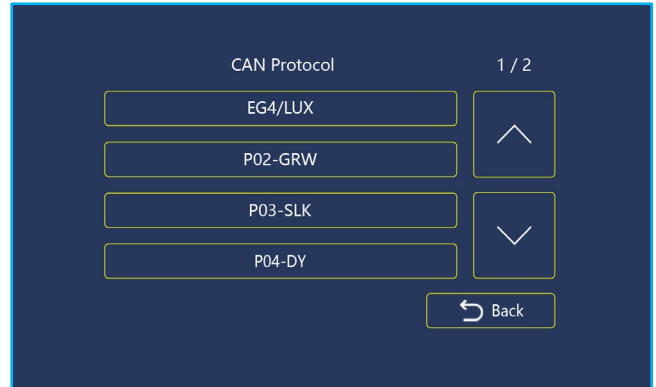 CAN Protocol 1 / 2
EG4/LUX
P02-GRW
P03-SLK
P04-DY
Back